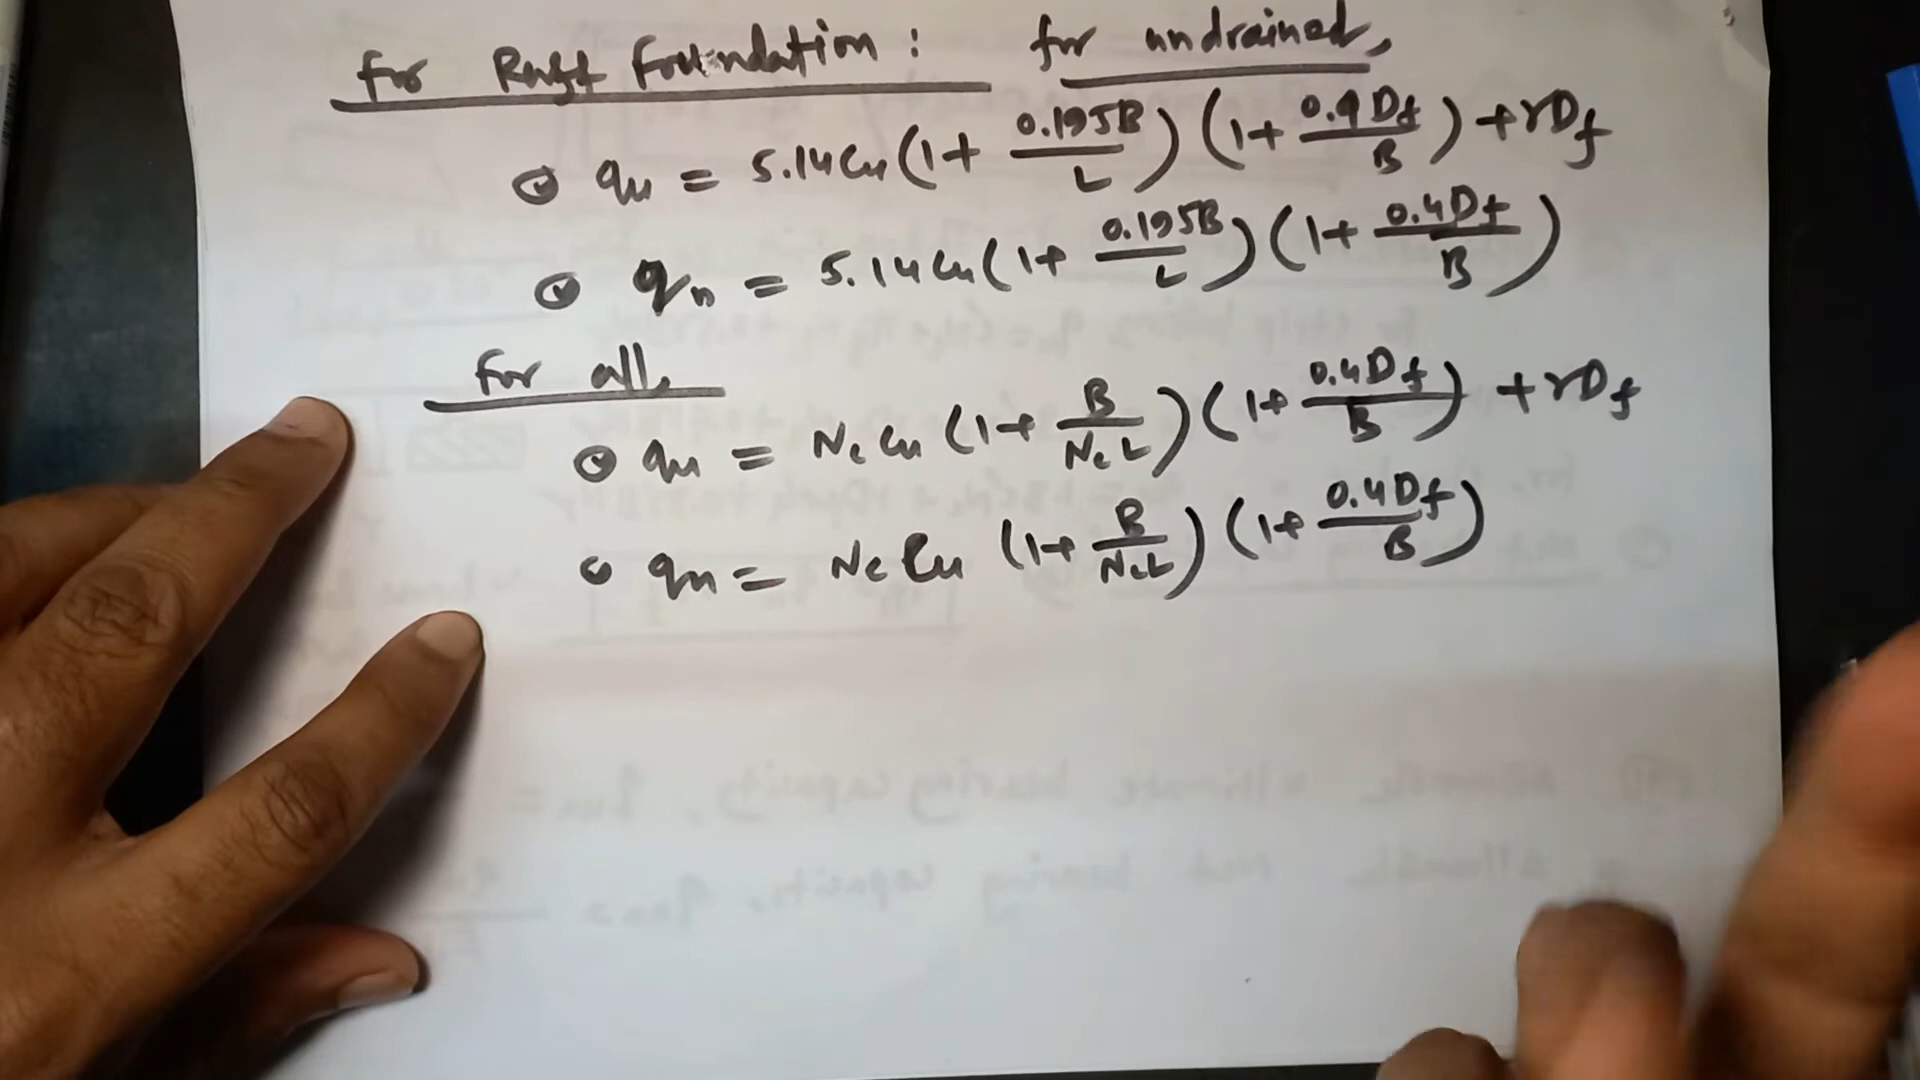 for Raft Foundation : for undrained,
qu = 5.14cu(1+ 0.195B/L)(1+ 0.4Df/B)+γDf
qn = 5.14cu(1+ 0.195B/L)(1+ 0.4Df/B)
for all,
qu = Nc cu (1+ B/NcL)(1+ 0.4Df/B) +γDf
qn = Nc Cu (1+ B/NcL)(1+ 0.4Df/B)